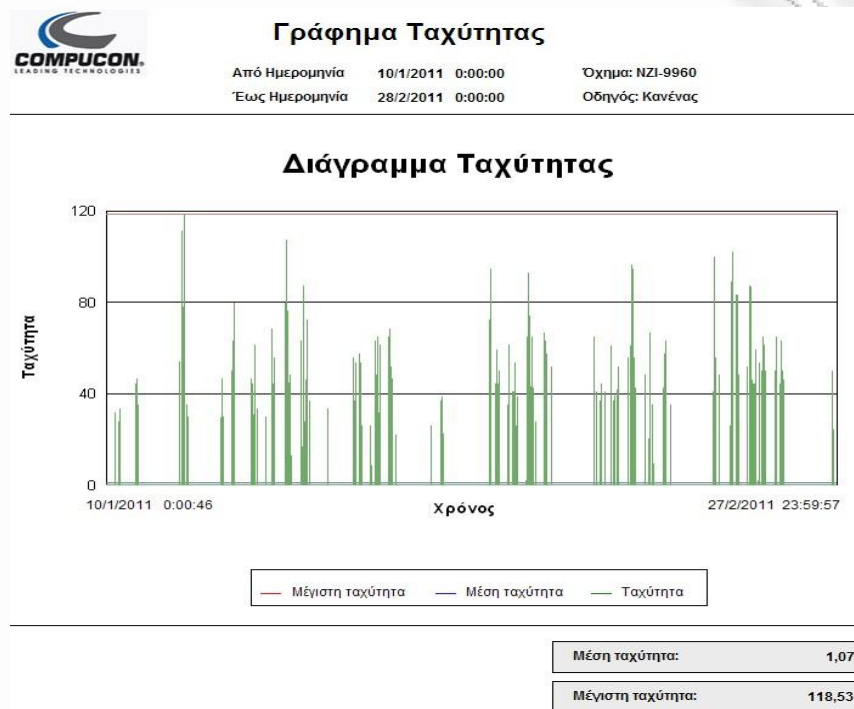 COMPUCON.
LEADING TECHNOLOGIES
Γράφημα Ταχύτητας
Από Ημερομηνία 10/1/2011 0:00:00 Όχημα: NZI-9960
Έως Ημερομηνία 28/2/2011 0:00:00 Οδηγός: Κανένας
Διάγραμμα Ταχύτητας
120
80
40
0
Ταχύτητα
10/1/2011 0:00:46 Χρόνος 27/2/2011 23:59:57
Μέγιστη ταχύτητα Μέση ταχύτητα Ταχύτητα
Μέση ταχύτητα: 1,07
Μέγιστη ταχύτητα: 118,53